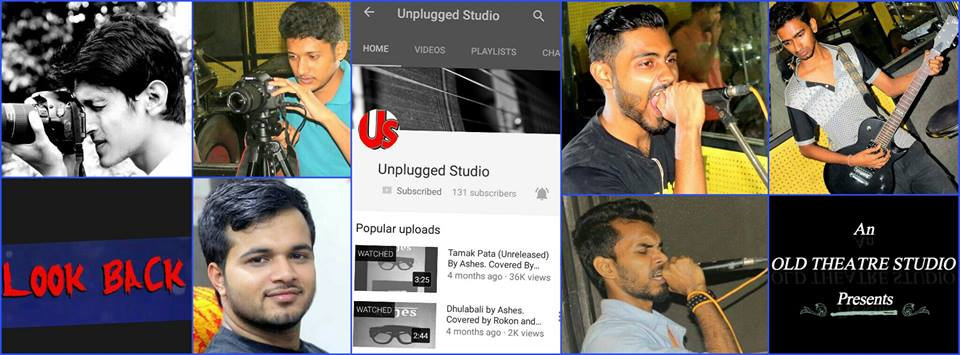 LOOK BACK
Unplugged Studio
HOME VIDEOS PLAYLISTS CHA
Us
Unplugged Studio
Subscribed 131 subscribers
Popular uploads
WATCHED
3:25
Tamak Pata (Unreleased)
By Ashes. Covered By...
4 months ago · 36K views
WATCHED
2:44
Dhulabali by Ashes.
Covered by Rokon and...
4 months ago · 2K views
An
OLD THEATRE STUDIO
Presents